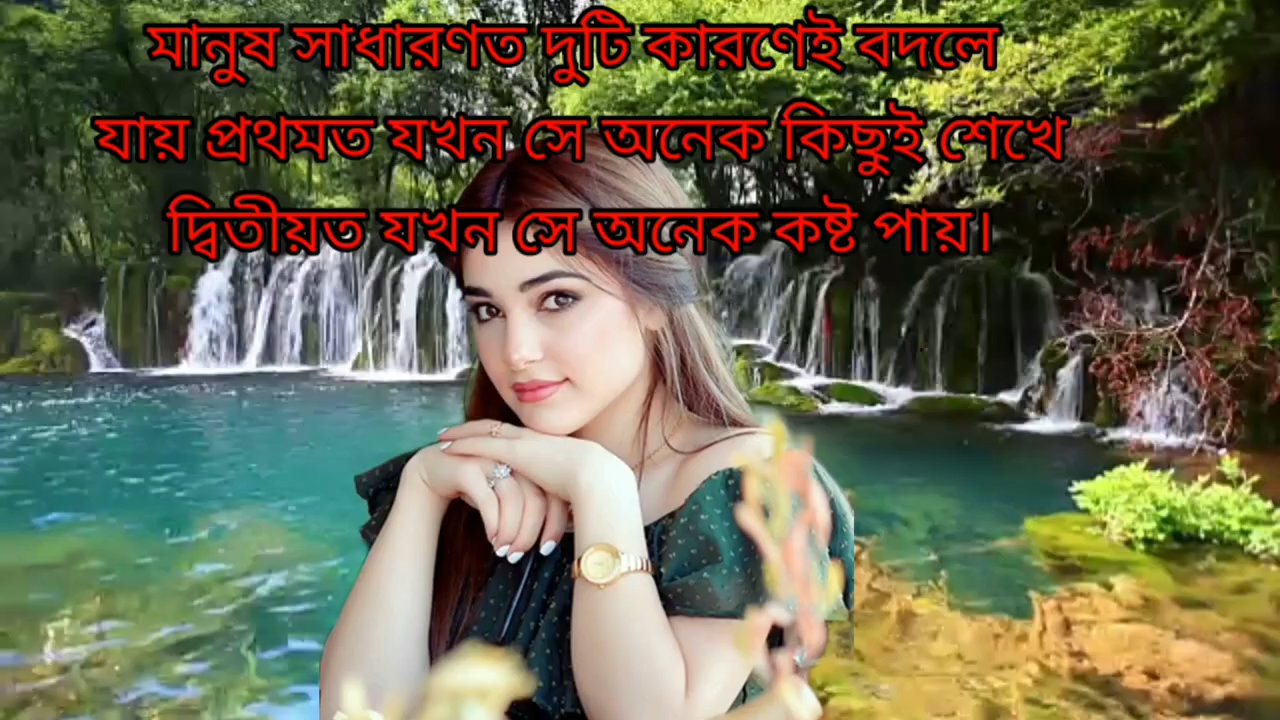 মানুষ সাধারণত দুটি কারণেই বদলে
যায় প্রথমত যখন সে অনেক কিছুই শেখে
দ্বিতীয়ত যখন সে অনেক কষ্ট পায়।